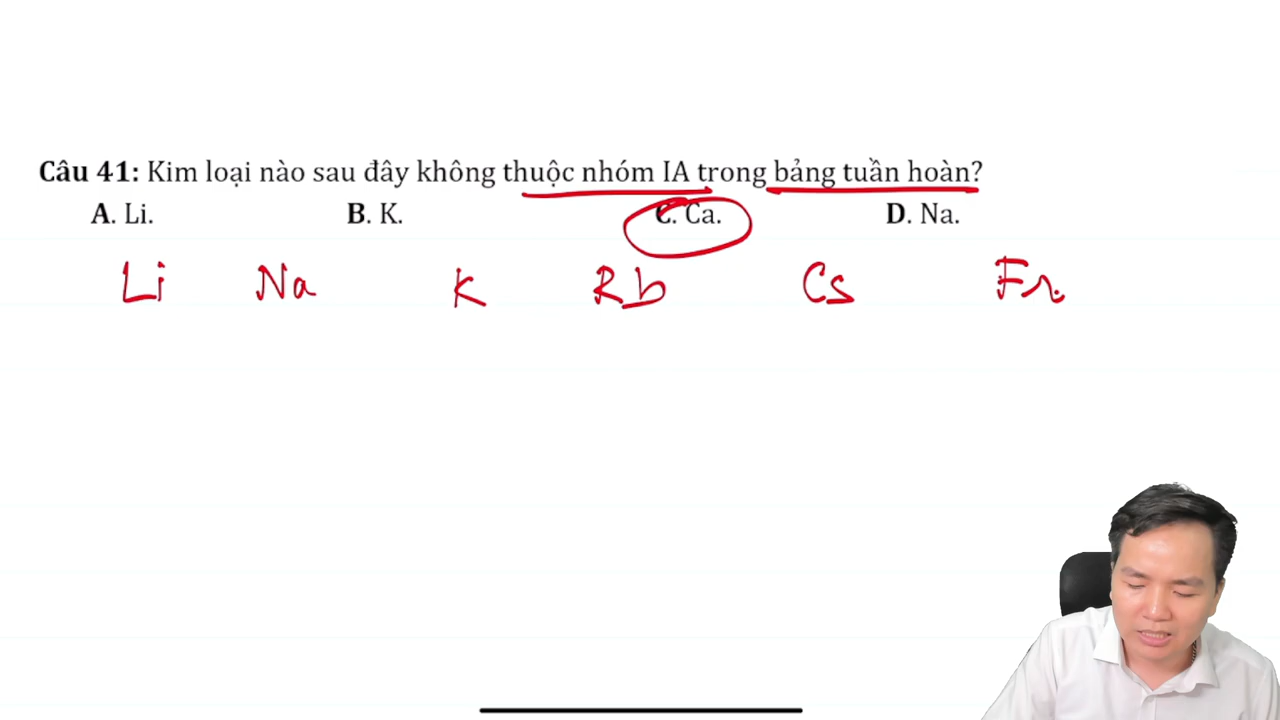 Câu 41: Kim loại nào sau đây không thuộc nhóm IA trong bảng tuần hoàn?
A. Li. B. K. C. Ca. D. Na.
Li Na K Rb Cs Fr